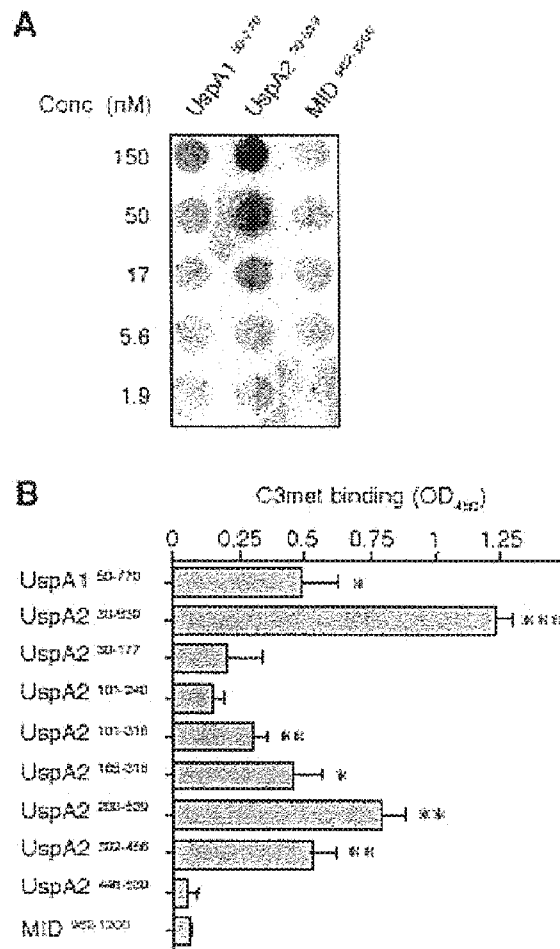 A
UspA1 50-770
UspA2 30-539
MID 962-1200
Conc (nM)
150
50
17
5.6
1.9
B
C3met binding (OD
0 0.25 0.5 0.75 1 1.25
UspA1 50-770 *
UspA2 30-539 ***
UspA2 30-177
UspA2 101-240
UspA2 101-318 **
UspA2 165-318 *
UspA2 200-539 **
UspA2 302-458 **
UspA2
MID 962-1200